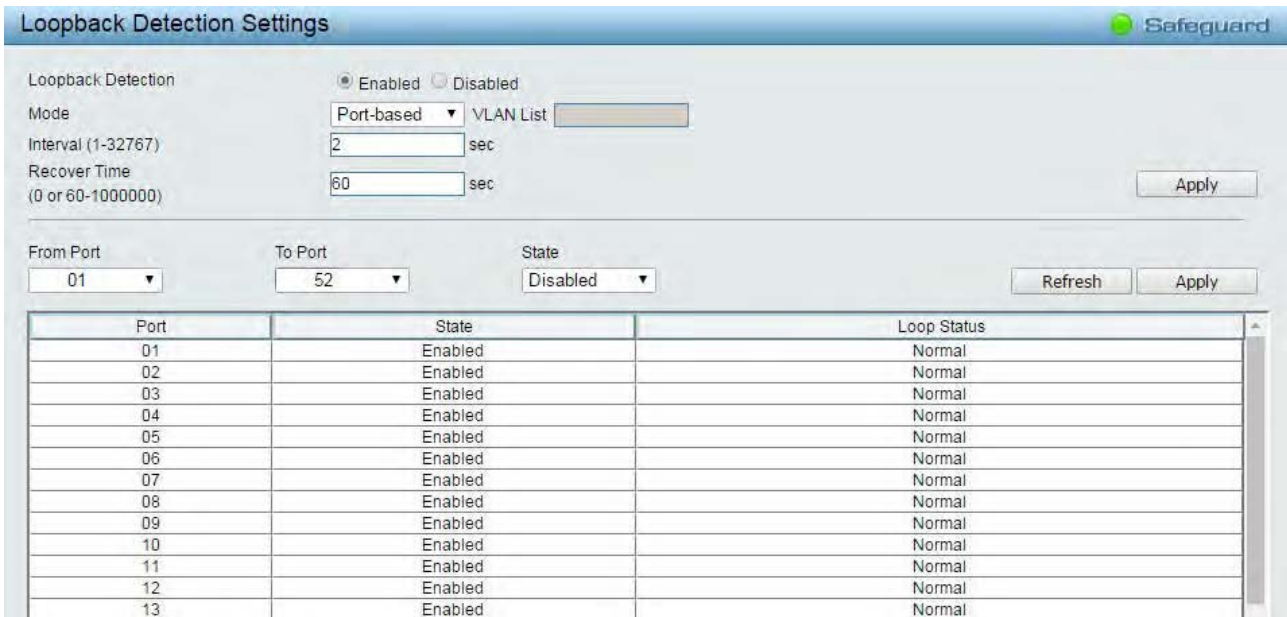 Loopback Detection Settings
Safeguard
Loopback Detection Enabled Disabled
Mode Port-based VLAN List
Interval (1-32767) 2 sec
Recover Time
(0 or 60-1000000) 60 sec Apply
From Port To Port State
01 52 Disabled Refresh Apply
Port State Loop Status
01 Enabled Normal
02 Enabled Normal
03 Enabled Normal
04 Enabled Normal
05 Enabled Normal
06 Enabled Normal
07 Enabled Normal
08 Enabled Normal
09 Enabled Normal
10 Enabled Normal
11 Enabled Normal
12 Enabled Normal
13 Enabled Normal